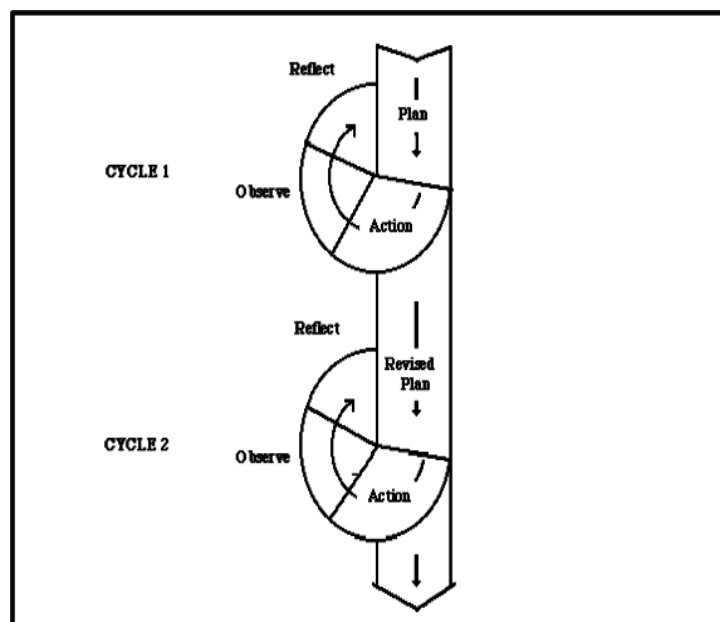 Reflect
Plan
CYCLE 1
Observe
Action
Reflect
Revised
Plan
CYCLE 2
Observe
Action